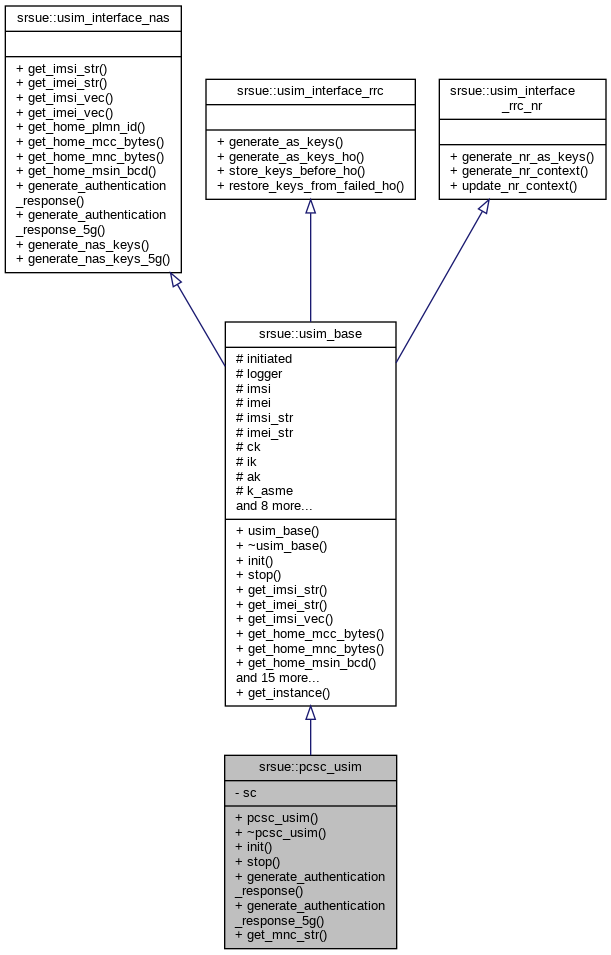 srsue::usim_interface_nas
+ get_imsi_str()
+ get_imei_str()
+ get_imsi_vec()
+ get_imei_vec()
+ get_home_plmn_id()
+ get_home_mcc_bytes()
+ get_home_mnc_bytes()
+ get_home_msin_bcd()
+ generate_authentication
_response()
+ generate_authentication
_response_5g()
+ generate_nas_keys()
+ generate_nas_keys_5g()
srsue::usim_interface_rrc
+ generate_as_keys()
+ generate_as_keys_ho()
+ store_keys_before_ho()
+ restore_keys_from_failed_ho()
srsue::usim_interface
_rrc_nr
+ generate_nr_as_keys()
+ generate_nr_context()
+ update_nr_context()
srsue::usim_base
# initiated
# logger
# imsi
# imei
# imsi_str
# imei_str
# ck
# ik
# ak
# k_asme
and 8 more...
+ usim_base()
+ ~usim_base()
+ init()
+ stop()
+ get_imsi_str()
+ get_imei_str()
+ get_imsi_vec()
+ get_home_mcc_bytes()
+ get_home_mnc_bytes()
+ get_home_msin_bcd()
and 15 more...
+ get_instance()
srsue::pcsc_usim
- sc
+ pcsc_usim()
+ ~pcsc_usim()
+ init()
+ stop()
+ generate_authentication
_response()
+ generate_authentication
_response_5g()
+ get_mnc_str()